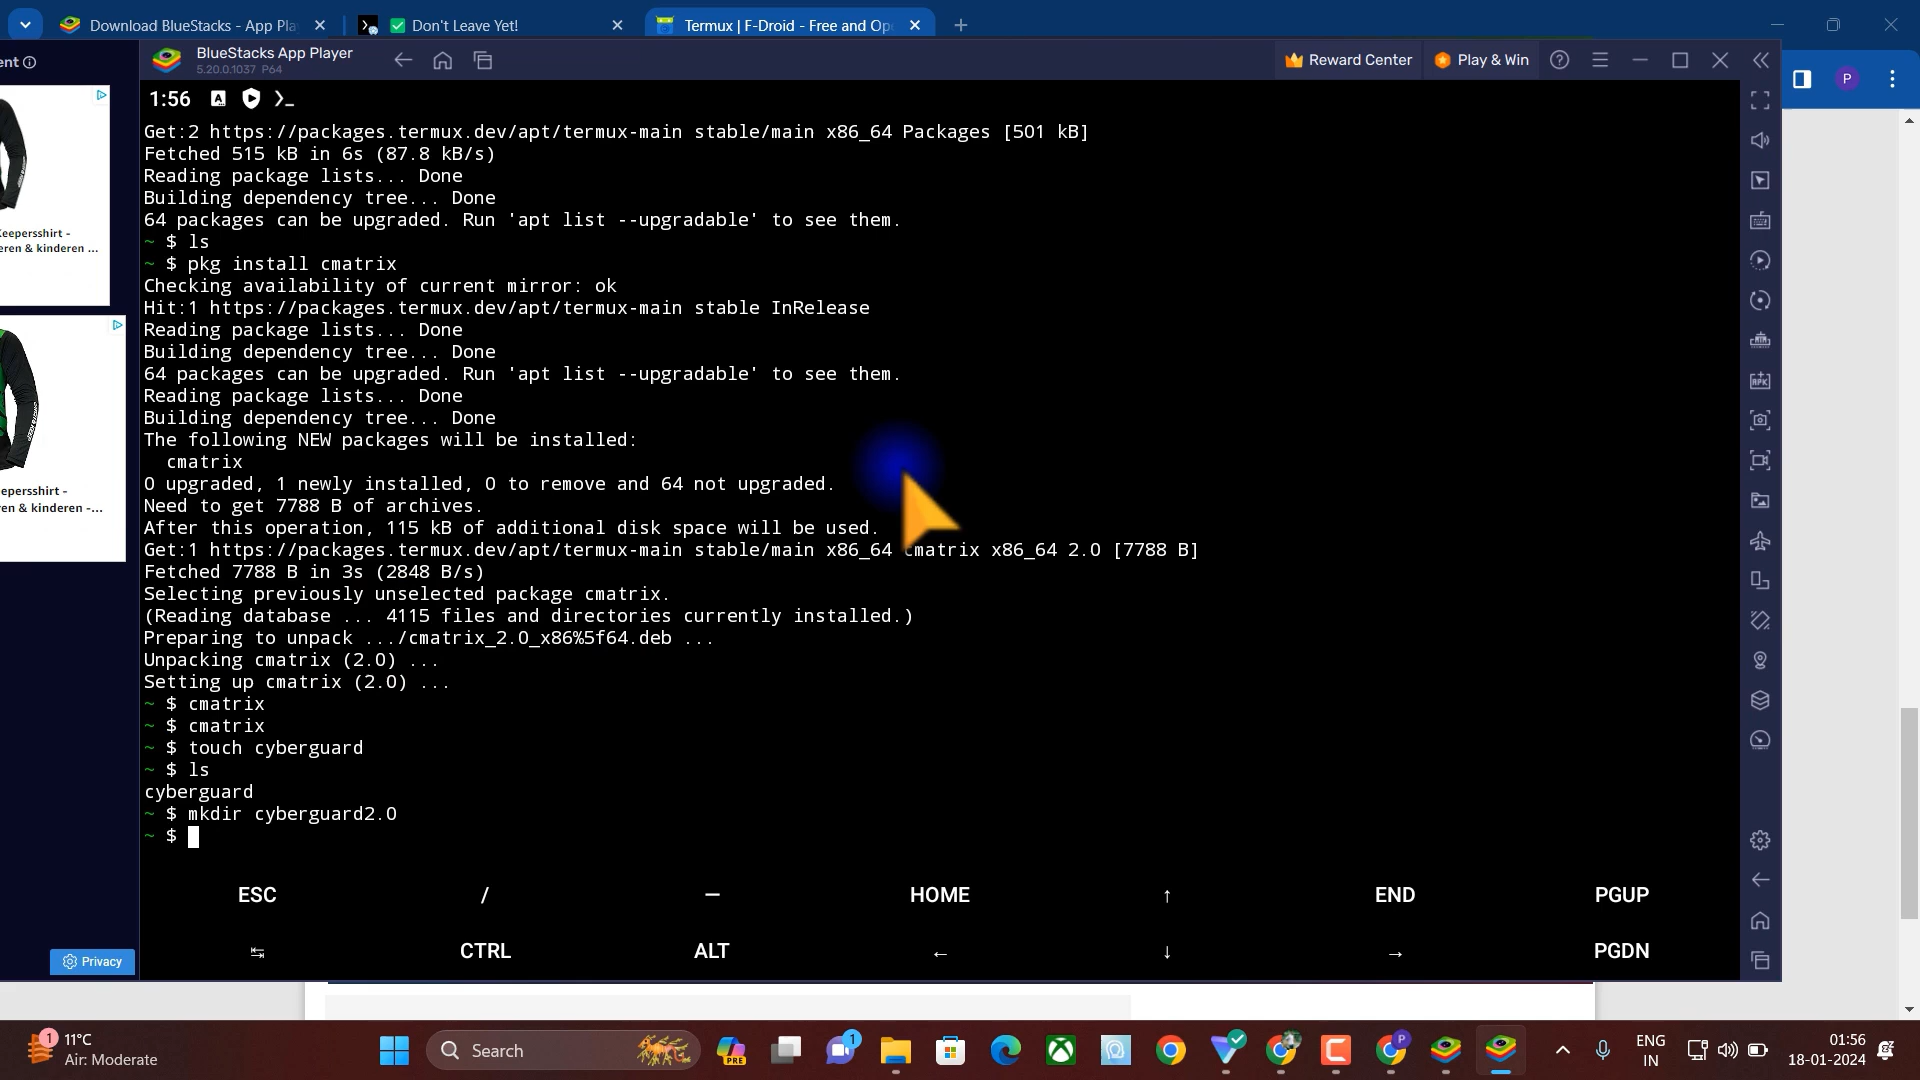 Download BlueStacks - App Pla
Don't Leave Yet!
Termux | F-Droid - Free and Op
ent
BlueStacks App Player
5.20.0.1037 P64
Reward Center
Play & Win
P
1:56
A
Get:2 https://packages.termux.dev/apt/termux-main stable/main x86_64 Packages [501 kB]
Fetched 515 kB in 6s (87.8 kB/s)
Reading package lists... Done
Building dependency tree... Done
64 packages can be upgraded. Run 'apt list --upgradable' to see them.
~ $ ls
~ $ pkg install cmatrix
Checking availability of current mirror: ok
Hit:1 https://packages.termux.dev/apt/termux-main stable InRelease
Reading package lists... Done
Building dependency tree... Done
64 packages can be upgraded. Run 'apt list --upgradable' to see them.
Reading package lists... Done
Building dependency tree... Done
The following NEW packages will be installed:
cmatrix
0 upgraded, 1 newly installed, 0 to remove and 64 not upgraded.
Need to get 7788 B of archives.
After this operation, 115 kB of additional disk space will be used.
Get:1 https://packages.termux.dev/apt/termux-main stable/main x86_64 cmatrix x86_64 2.0 [7788 B]
Fetched 7788 B in 3s (2848 B/s)
Selecting previously unselected package cmatrix.
(Reading database ... 4115 files and directories currently installed.)
Preparing to unpack .../cmatrix_2.0_x86%5f64.deb ...
Unpacking cmatrix (2.0) ...
Setting up cmatrix (2.0) ...
~ $ cmatrix
~ $ cmatrix
~ $ touch cyberguard
~ $ ls
cyberguard
~ $ mkdir cyberguard2.0
~ $
Keepersshirt -
eren & kinderen ...
epersshirt -
en & kinderen -...
Privacy
ESC / — HOME ↑ END PGUP
↹ CTRL ALT ← ↓ → PGDN
APK
1
11°C
Air: Moderate
Search
PRE
1
P
ENG
IN
01:56
18-01-2024